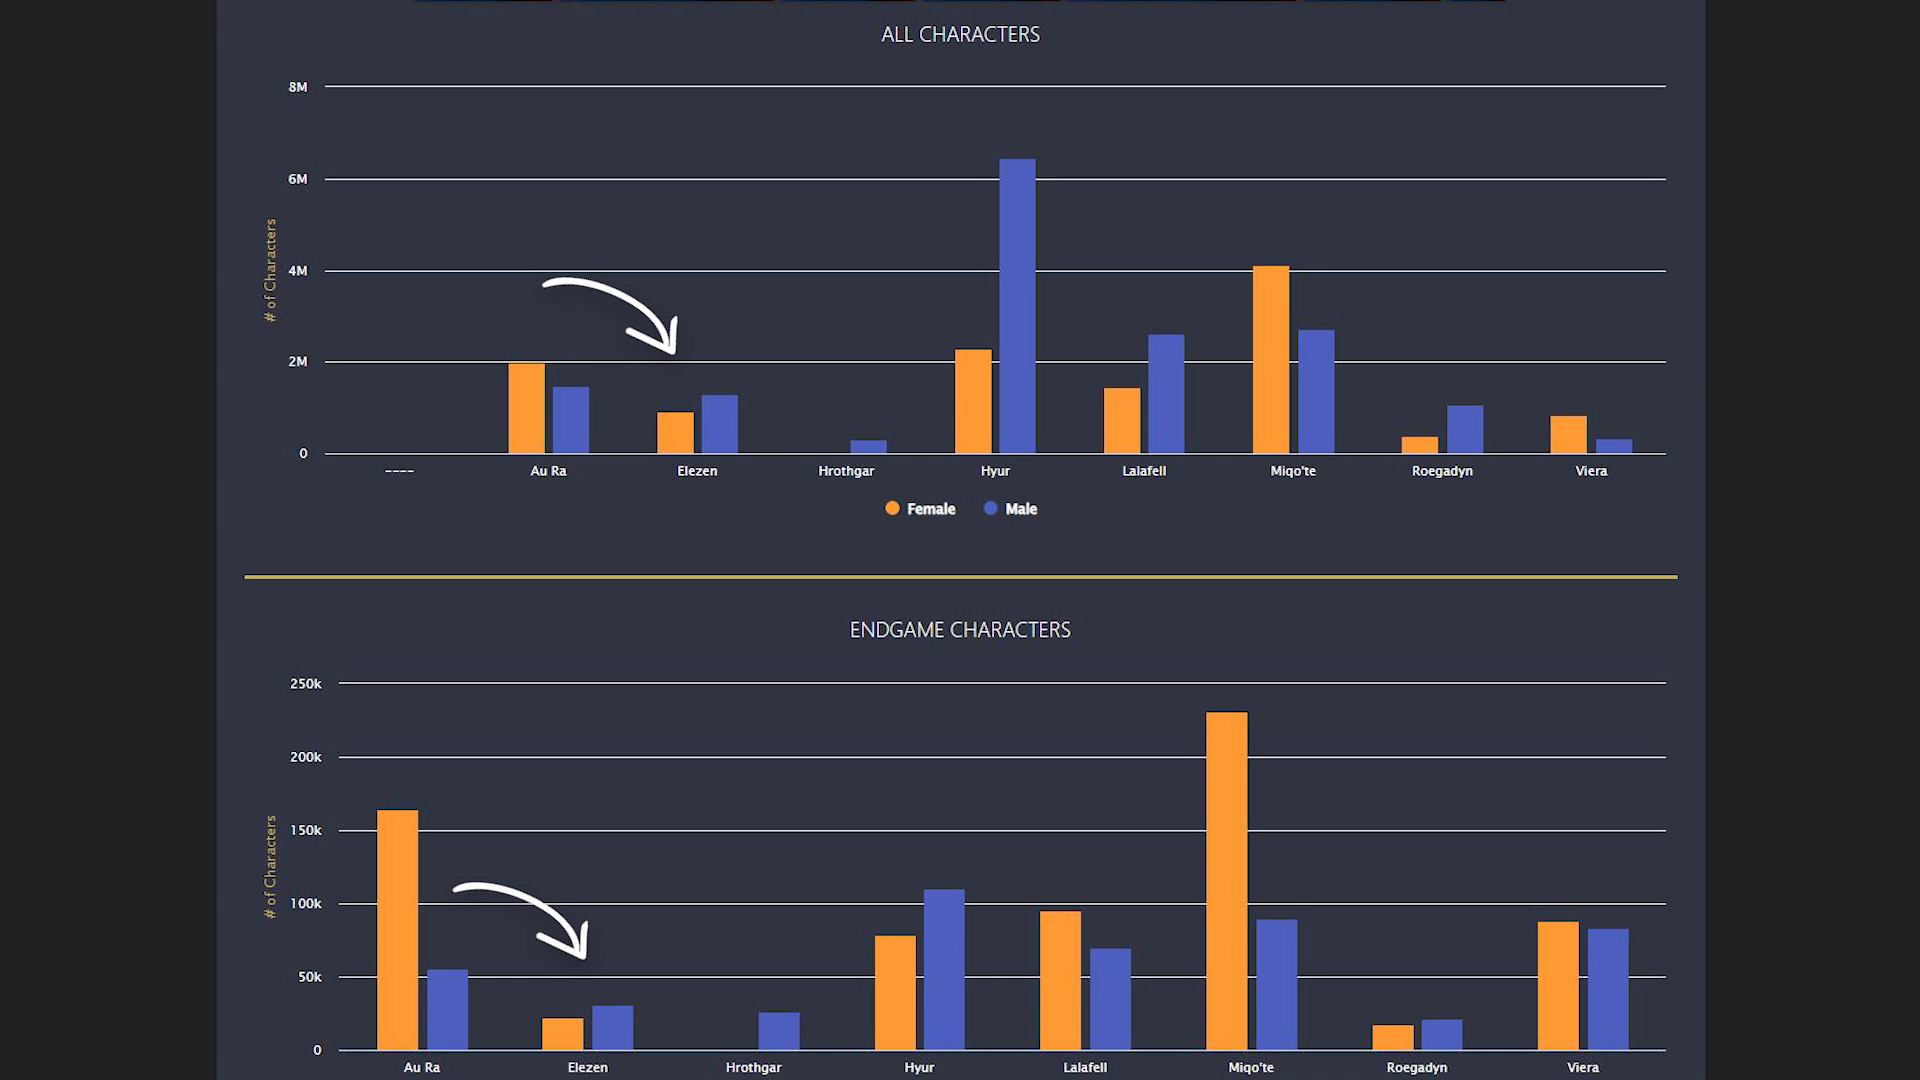 ALL CHARACTERS
8M
6M
4M
2M
0
# of Characters
----
Au Ra
Elezen
Hrothgar
Hyur
Lalafell
Miqo'te
Roegadyn
Viera
Female
Male
ENDGAME CHARACTERS
250k
200k
150k
100k
50k
0
# of Characters
Au Ra
Elezen
Hrothgar
Hyur
Lalafell
Miqo'te
Roegadyn
Viera